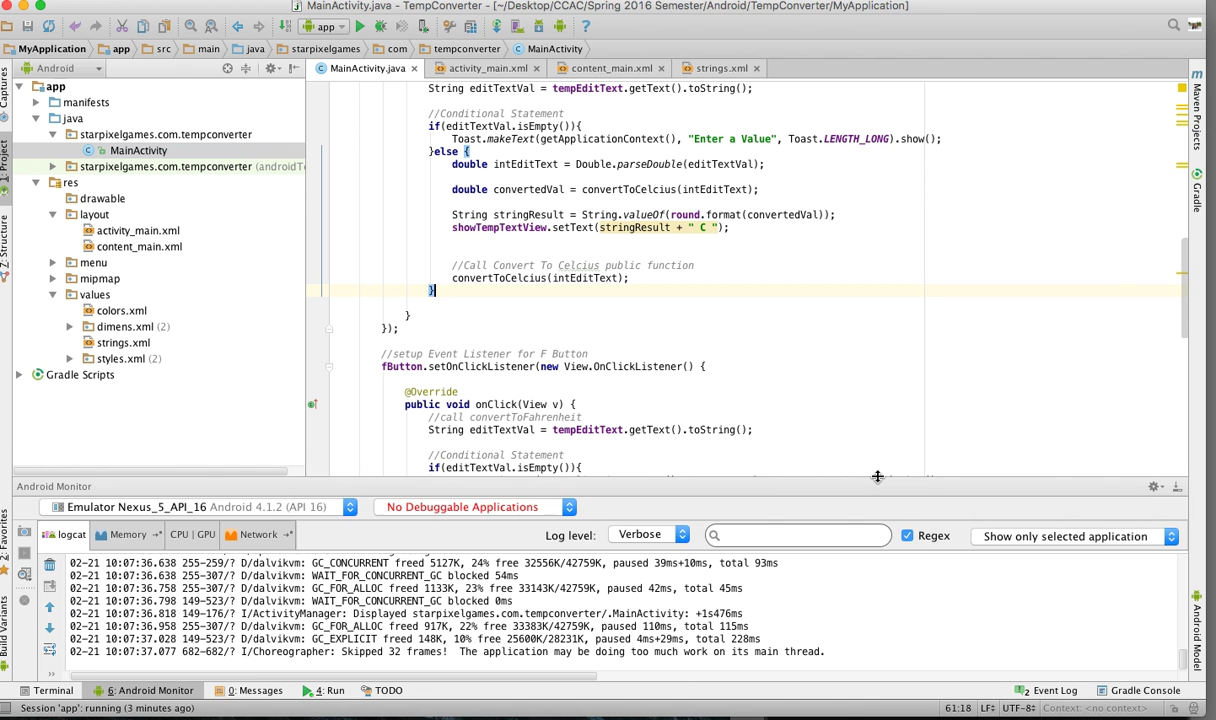 MainActivity.java - TempConverter - [~/Desktop/CCAC/Spring 2016 Semester/Android/TempConverter/MyApplication]
app
MyApplication app src main java starpixelgames com tempconverter MainActivity
Android
MainActivity.java activity_main.xml content_main.xml strings.xml
app
manifests
java
starpixelgames.com.tempconverter
MainActivity
starpixelgames.com.tempconverter (androidT
res
drawable
layout
activity_main.xml
content_main.xml
menu
mipmap
values
colors.xml
dimens.xml (2)
strings.xml
styles.xml (2)
Gradle Scripts
Captures
1: Project
7: Structure
2: Favorites
Build Variants
String editTextVal = tempEditText.getText().toString();
//Conditional Statement
if(editTextVal.isEmpty()){
Toast.makeText(getApplicationContext(), "Enter a Value", Toast.LENGTH_LONG).show();
}else {
double intEditText = Double.parseDouble(editTextVal);
double convertedVal = convertToCelcius(intEditText);
String stringResult = String.valueOf(round.format(convertedVal));
showTempTextView.setText(stringResult + " C ");
//Call Convert To Celcius public function
convertToCelcius(intEditText);
}
}
});
//setup Event Listener for F Button
fButton.setOnClickListener(new View.OnClickListener() {
@Override
public void onClick(View v) {
//call convertToFahrenheit
String editTextVal = tempEditText.getText().toString();
//Conditional Statement
if(editTextVal.isEmpty()){
m
Maven Projects
Gradle
Android Model
Android Monitor
Emulator Nexus_5_API_16 Android 4.1.2 (API 16) No Debuggable Applications
logcat Memory CPU | GPU Network Log level: Verbose Regex Show only selected application
02-21 10:07:36.638 255-259/? D/dalvikvm: GC_CONCURRENT freed 5127K, 24% free 32556K/42759K, paused 39ms+10ms, total 93ms
02-21 10:07:36.638 255-307/? D/dalvikvm: WAIT_FOR_CONCURRENT_GC blocked 54ms
02-21 10:07:36.758 255-307/? D/dalvikvm: GC_FOR_ALLOC freed 1133K, 23% free 33143K/42759K, paused 42ms, total 45ms
02-21 10:07:36.798 149-523/? D/dalvikvm: WAIT_FOR_CONCURRENT_GC blocked 0ms
02-21 10:07:36.818 149-176/? I/ActivityManager: Displayed starpixelgames.com.tempconverter/.MainActivity: +1s476ms
02-21 10:07:36.958 255-307/? D/dalvikvm: GC_FOR_ALLOC freed 917K, 22% free 33383K/42759K, paused 110ms, total 115ms
02-21 10:07:37.028 149-523/? D/dalvikvm: GC_EXPLICIT freed 148K, 10% free 25600K/28231K, paused 4ms+29ms, total 228ms
02-21 10:07:37.077 682-682/? I/Choreographer: Skipped 32 frames! The application may be doing too much work on its main thread.
Terminal 6: Android Monitor 0: Messages 4: Run TODO 2 Event Log Gradle Console
Session 'app': running (3 minutes ago) 61:18 LF UTF-8 Context: <no context>